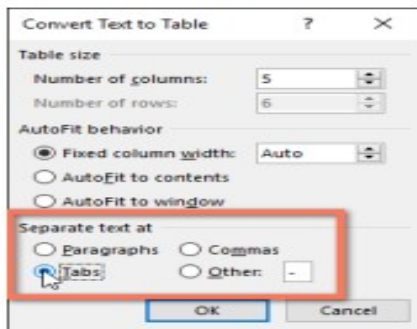 Convert Text to Table ? ×
Table size
Number of columns: 5
Number of rows: 6
AutoFit behavior
Fixed column width: Auto
AutoFit to contents
AutoFit to window
Separate text at
Paragraphs Commas
Tabs Other: -
OK Cancel